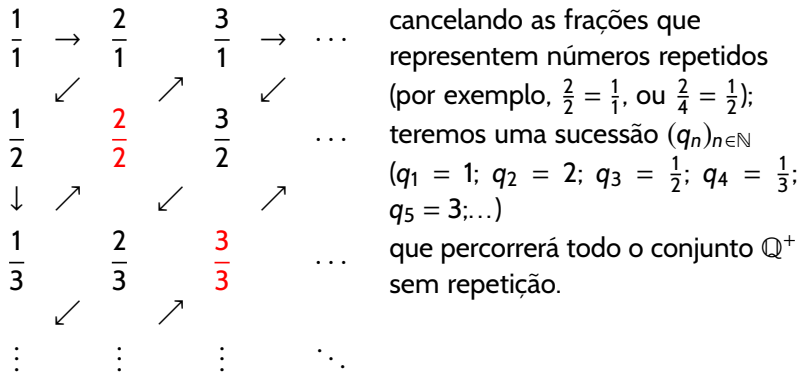 1/1 → 2/1 3/1 → ⋯
↙ ↗ ↙
1/2 2/2 3/2 ⋯
↓ ↗ ↙ ↗
1/3 2/3 3/3 ⋯
↙ ↗
⋮ ⋮ ⋮ ⋱
cancelando as frações que
representem números repetidos
(por exemplo, 2/2 = 1/1, ou 2/4 = 1/2);
teremos uma sucessão (qₙ)ₙ∈ℕ
(q₁ = 1; q₂ = 2; q₃ = 1/2; q₄ = 1/3;
q₅ = 3;…)
que percorrerá todo o conjunto ℚ⁺
sem repetição.